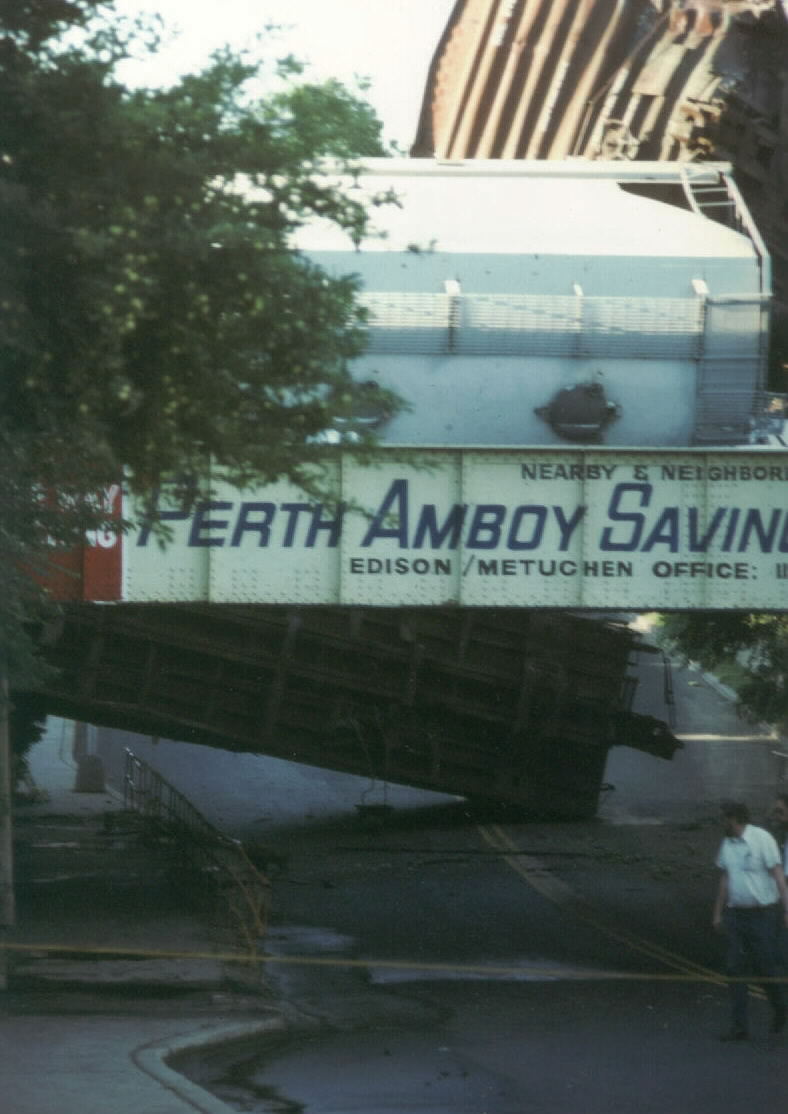 NEARBY & NEIGHBOR
PERTH AMBOY SAVIN
EDISON/METUCHEN OFFICE: